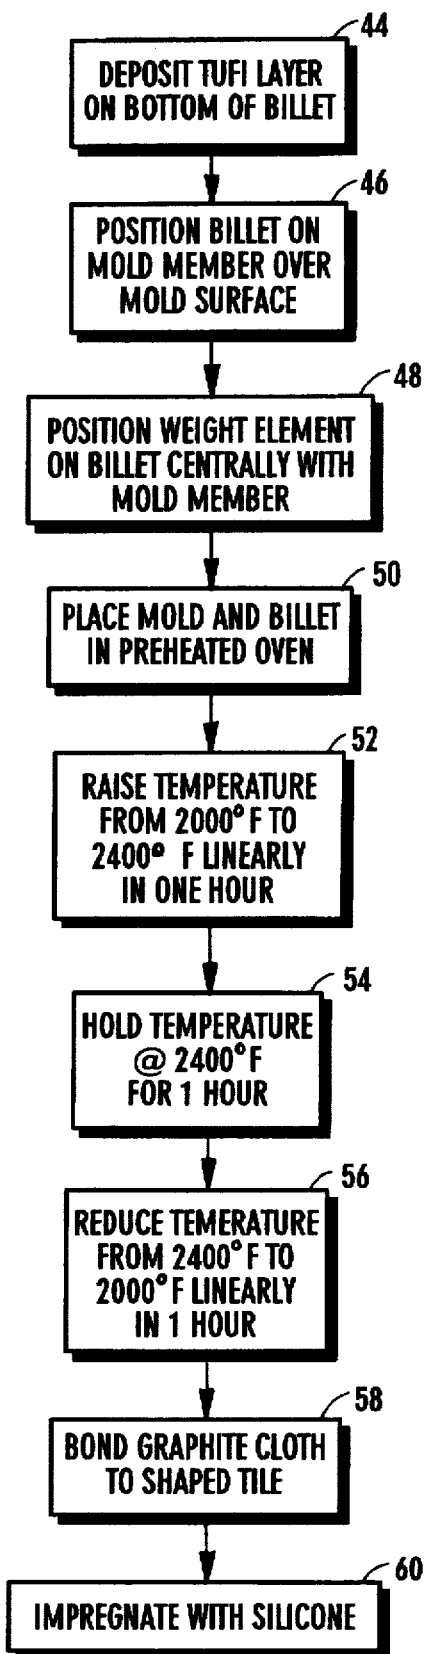 44
DEPOSIT TUFI LAYER
ON BOTTOM OF BILLET
46
POSITION BILLET ON
MOLD MEMBER OVER
MOLD SURFACE
48
POSITION WEIGHT ELEMENT
ON BILLET CENTRALLY WITH
MOLD MEMBER
50
PLACE MOLD AND BILLET
IN PREHEATED OVEN
52
RAISE TEMPERATURE
FROM 2000° F TO
2400° F LINEARLY
IN ONE HOUR
54
HOLD TEMPERATURE
@ 2400° F
FOR 1 HOUR
56
REDUCE TEMERATURE
FROM 2400° F TO
2000° F LINEARLY
IN 1 HOUR
58
BOND GRAPHITE CLOTH
TO SHAPED TILE
60
IMPREGNATE WITH SILICONE